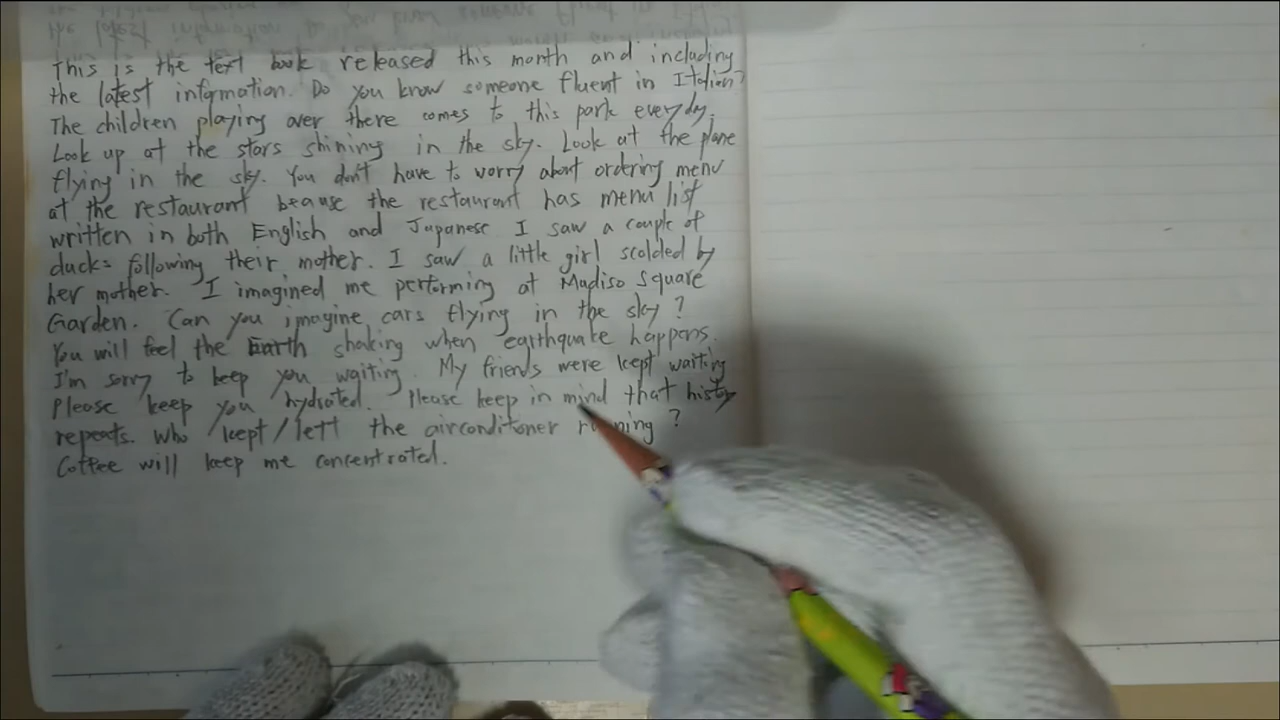 This is the text book released this month and including
the latest information. Do you know someone fluent in Italian?
The children playing over there comes to this park everyday.
Look up at the stars shining in the sky. Look at the plane
flying in the sky. You don't have to worry about ordering menu
at the restaurant beause the restaurant has menu list
written in both English and Japanese I saw a couple of
ducks following their mother. I saw a little girl scolded by
her mother. I imagined me performing at Madiso Square
Garden. Can you imagine cars flying in the sky?
You will feel the Earth shaking when earthquake happens.
I'm sorry to keep you waiting. My friends were kept waiting
Please keep you hydrated. Please keep in mind that history
repeats. Who kept/left the airconditoner running?
Coffee will keep me concentrated.